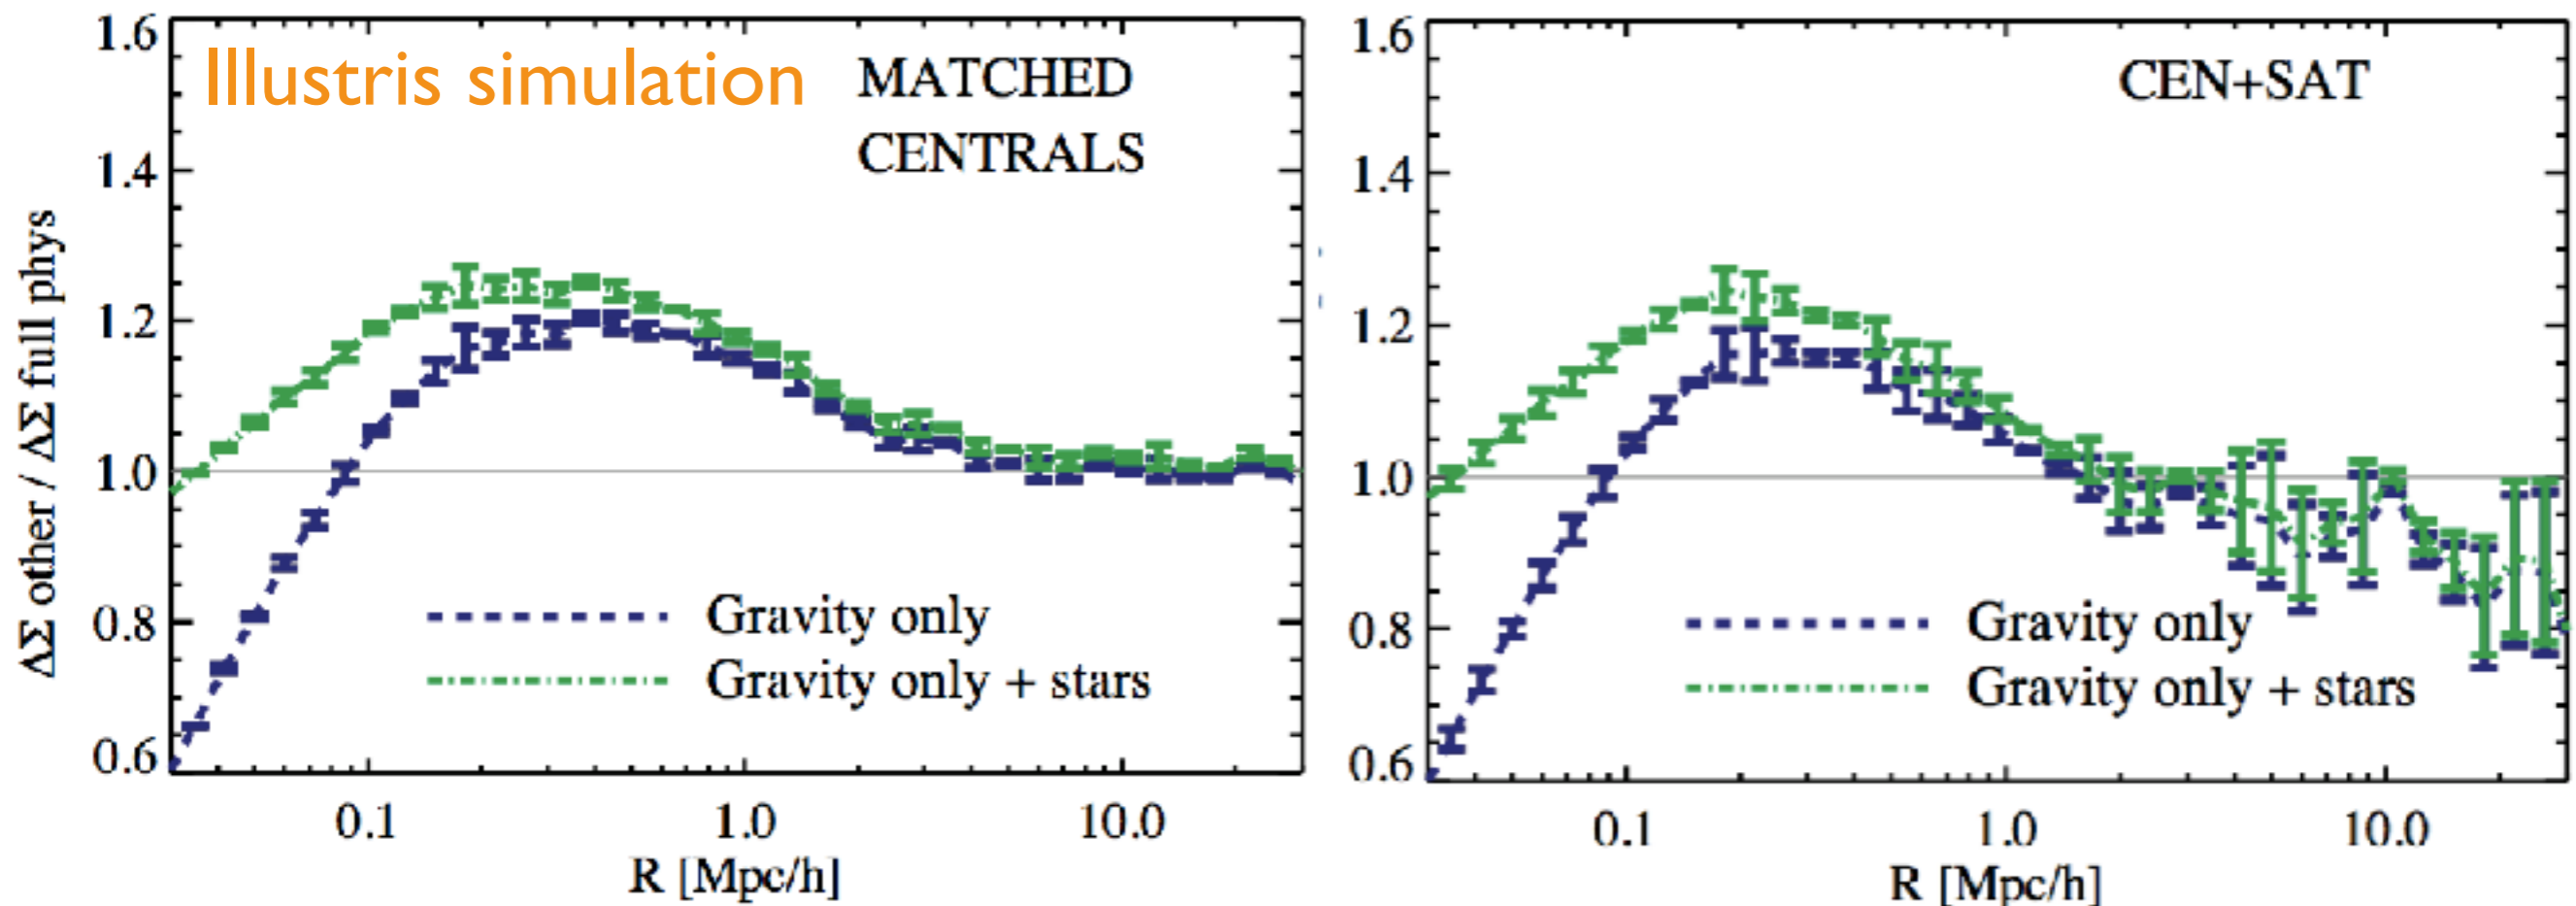 Illustris simulation
MATCHED
CENTRALS
ΔΣ other / ΔΣ full phys
1.6
1.4
1.2
1.0
0.8
0.6
Gravity only
Gravity only + stars
0.1 1.0 10.0
R [Mpc/h]
CEN+SAT
1.6
1.4
1.2
1.0
0.8
0.6
Gravity only
Gravity only + stars
0.1 1.0 10.0
R [Mpc/h]